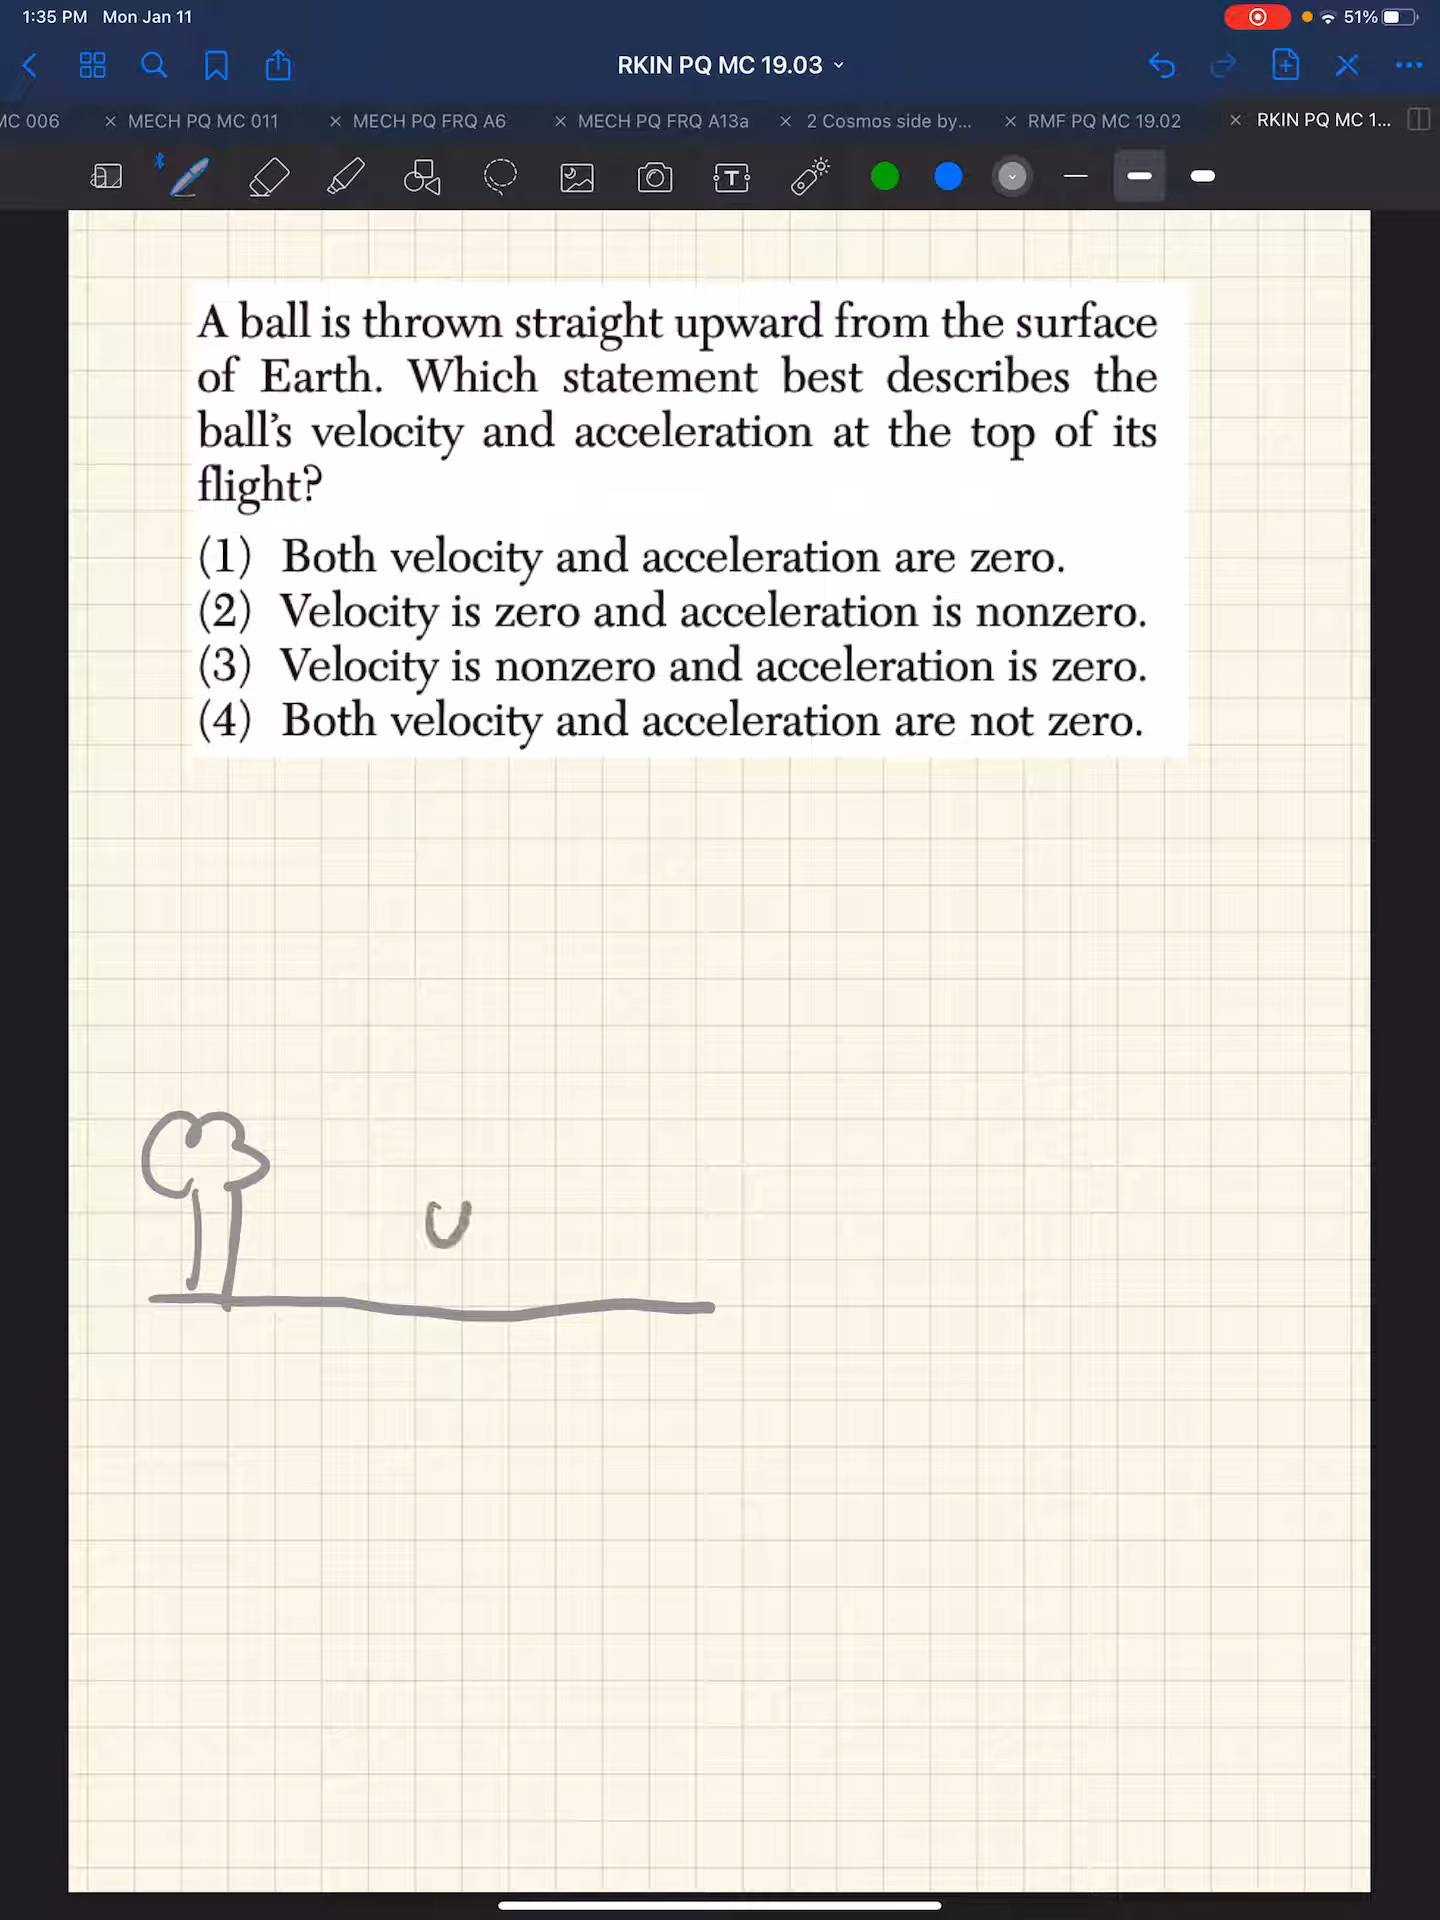 1:35 PM Mon Jan 11 51%
RKIN PQ MC 19.03
MC 006 MECH PQ MC 011 MECH PQ FRQ A6 MECH PQ FRQ A13a 2 Cosmos side by... RMF PQ MC 19.02 RKIN PQ MC 1...
T
A ball is thrown straight upward from the surface
of Earth. Which statement best describes the
ball's velocity and acceleration at the top of its
flight?
(1) Both velocity and acceleration are zero.
(2) Velocity is zero and acceleration is nonzero.
(3) Velocity is nonzero and acceleration is zero.
(4) Both velocity and acceleration are not zero.